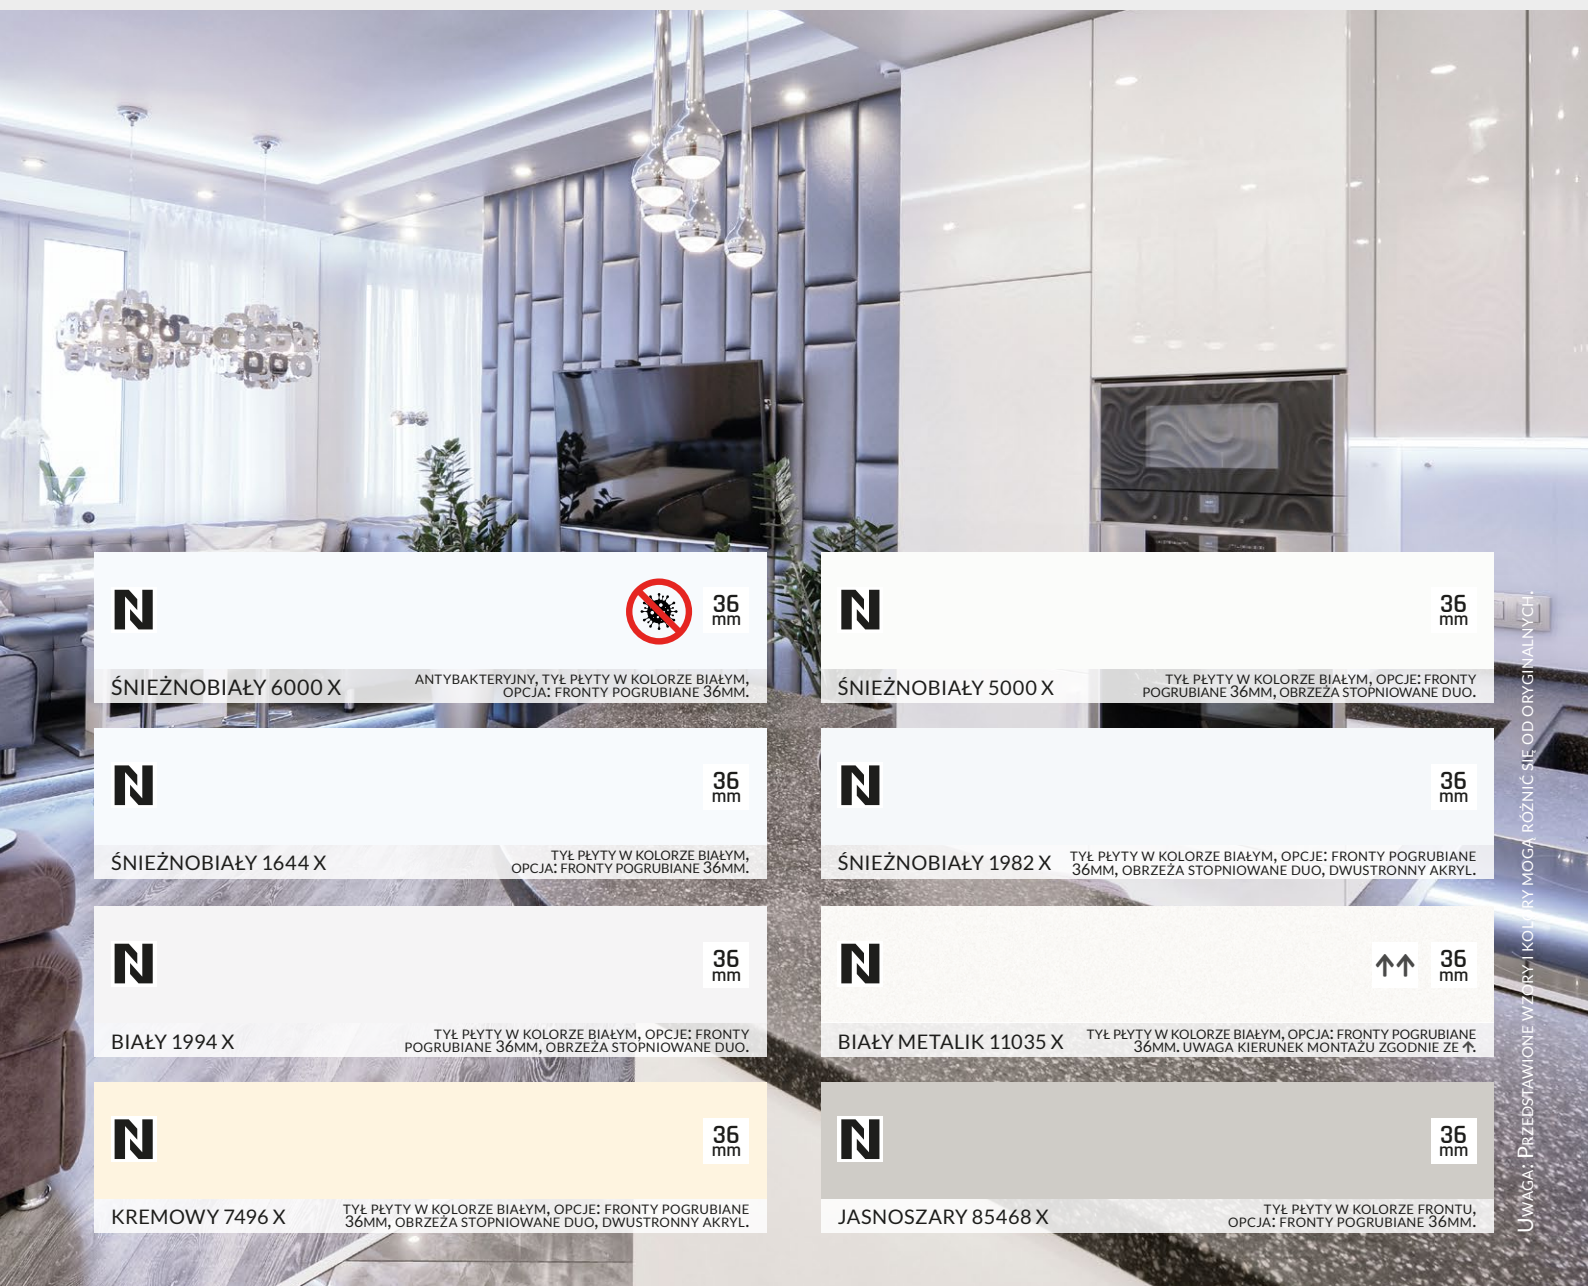 N
36
mm
ŚNIEŻNOBIAŁY 6000 X
ANTYBAKTERYJNY, TYŁ PŁYTY W KOLORZE BIAŁYM,
OPCJA: FRONTY POGRUBIANE 36MM.
N
36
mm
ŚNIEŻNOBIAŁY 5000 X
TYŁ PŁYTY W KOLORZE BIAŁYM, OPCJE: FRONTY
POGRUBIANE 36MM, OBRZEŻA STOPNIOWANE DUO.
N
36
mm
ŚNIEŻNOBIAŁY 1644 X
TYŁ PŁYTY W KOLORZE BIAŁYM,
OPCJA: FRONTY POGRUBIANE 36MM.
N
36
mm
ŚNIEŻNOBIAŁY 1982 X
TYŁ PŁYTY W KOLORZE BIAŁYM, OPCJE: FRONTY POGRUBIANE
36MM, OBRZEŻA STOPNIOWANE DUO, DWUSTRONNY AKRYL.
N
36
mm
BIAŁY 1994 X
TYŁ PŁYTY W KOLORZE BIAŁYM, OPCJE: FRONTY
POGRUBIANE 36MM, OBRZEŻA STOPNIOWANE DUO.
N
↑↑
36
mm
BIAŁY METALIK 11035 X
TYŁ PŁYTY W KOLORZE BIAŁYM, OPCJA: FRONTY POGRUBIANE
36MM. UWAGA KIERUNEK MONTAŻU ZGODNIE ZE ↑.
N
36
mm
KREMOWY 7496 X
TYŁ PŁYTY W KOLORZE BIAŁYM, OPCJE: FRONTY POGRUBIANE
36MM, OBRZEŻA STOPNIOWANE DUO, DWUSTRONNY AKRYL.
N
36
mm
JASNOSZARY 85468 X
TYŁ PŁYTY W KOLORZE FRONTU,
OPCJA: FRONTY POGRUBIANE 36MM.
UWAGA: PRZEDSTAWIONE WZORY I KOLORY MOGĄ RÓŻNIĆ SIĘ OD ORYGINALNYCH.